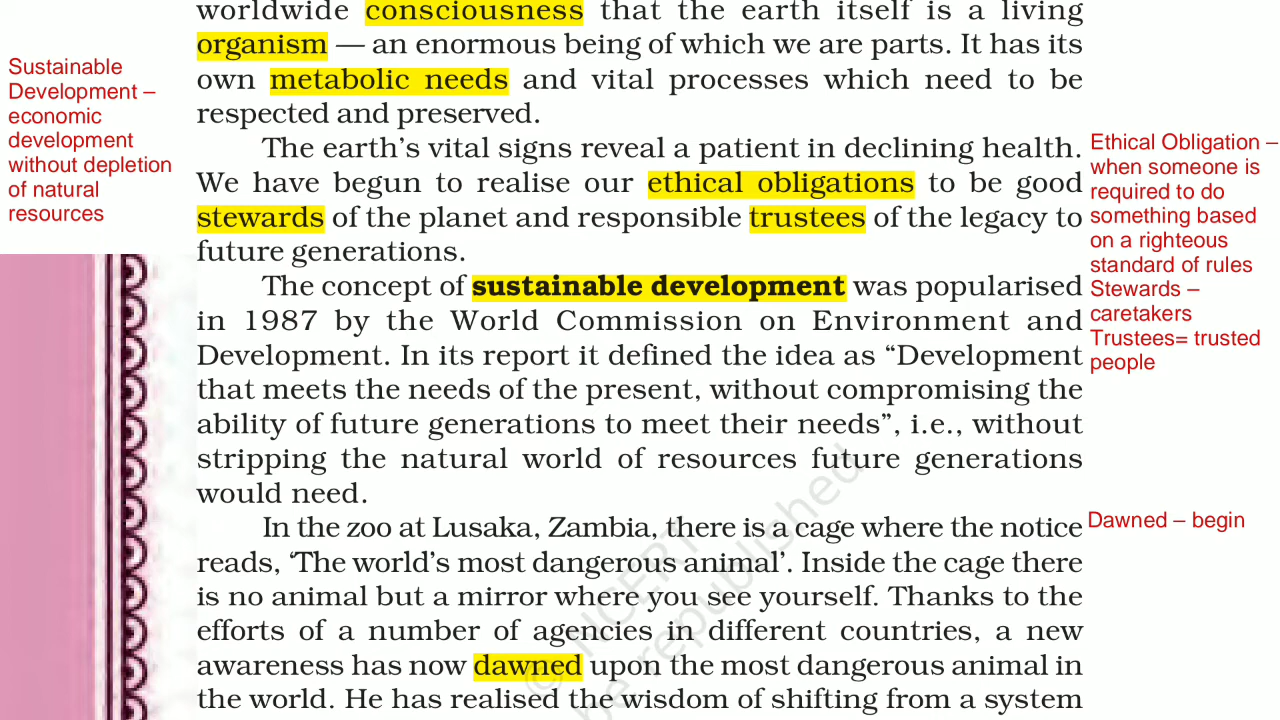 worldwide consciousness that the earth itself is a living
organism — an enormous being of which we are parts. It has its
own metabolic needs and vital processes which need to be
respected and preserved.
The earth’s vital signs reveal a patient in declining health.
We have begun to realise our ethical obligations to be good
stewards of the planet and responsible trustees of the legacy to
future generations.
The concept of sustainable development was popularised
in 1987 by the World Commission on Environment and
Development. In its report it defined the idea as “Development
that meets the needs of the present, without compromising the
ability of future generations to meet their needs”, i.e., without
stripping the natural world of resources future generations
would need.
In the zoo at Lusaka, Zambia, there is a cage where the notice
reads, ‘The world’s most dangerous animal’. Inside the cage there
is no animal but a mirror where you see yourself. Thanks to the
efforts of a number of agencies in different countries, a new
awareness has now dawned upon the most dangerous animal in
the world. He has realised the wisdom of shifting from a system
Sustainable
Development –
economic
development
without depletion
of natural
resources
Ethical Obligation –
when someone is
required to do
something based
on a righteous
standard of rules
Stewards –
caretakers
Trustees= trusted
people
Dawned – begin
© NCERT
be republished